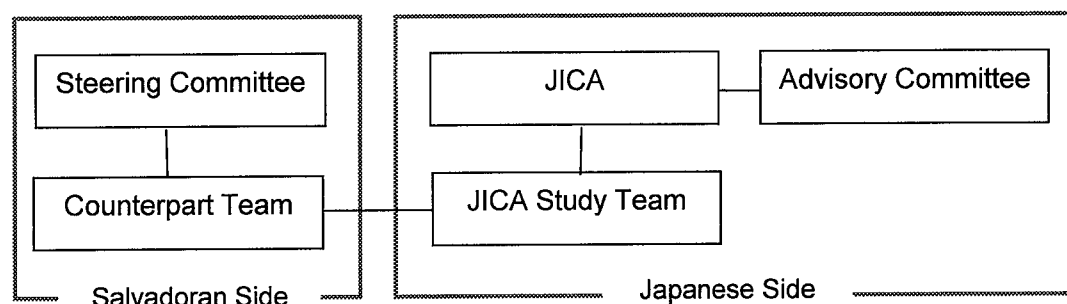 Steering Committee
JICA
Advisory Committee
Counterpart Team
JICA Study Team
Salvadoran Side
Japanese Side